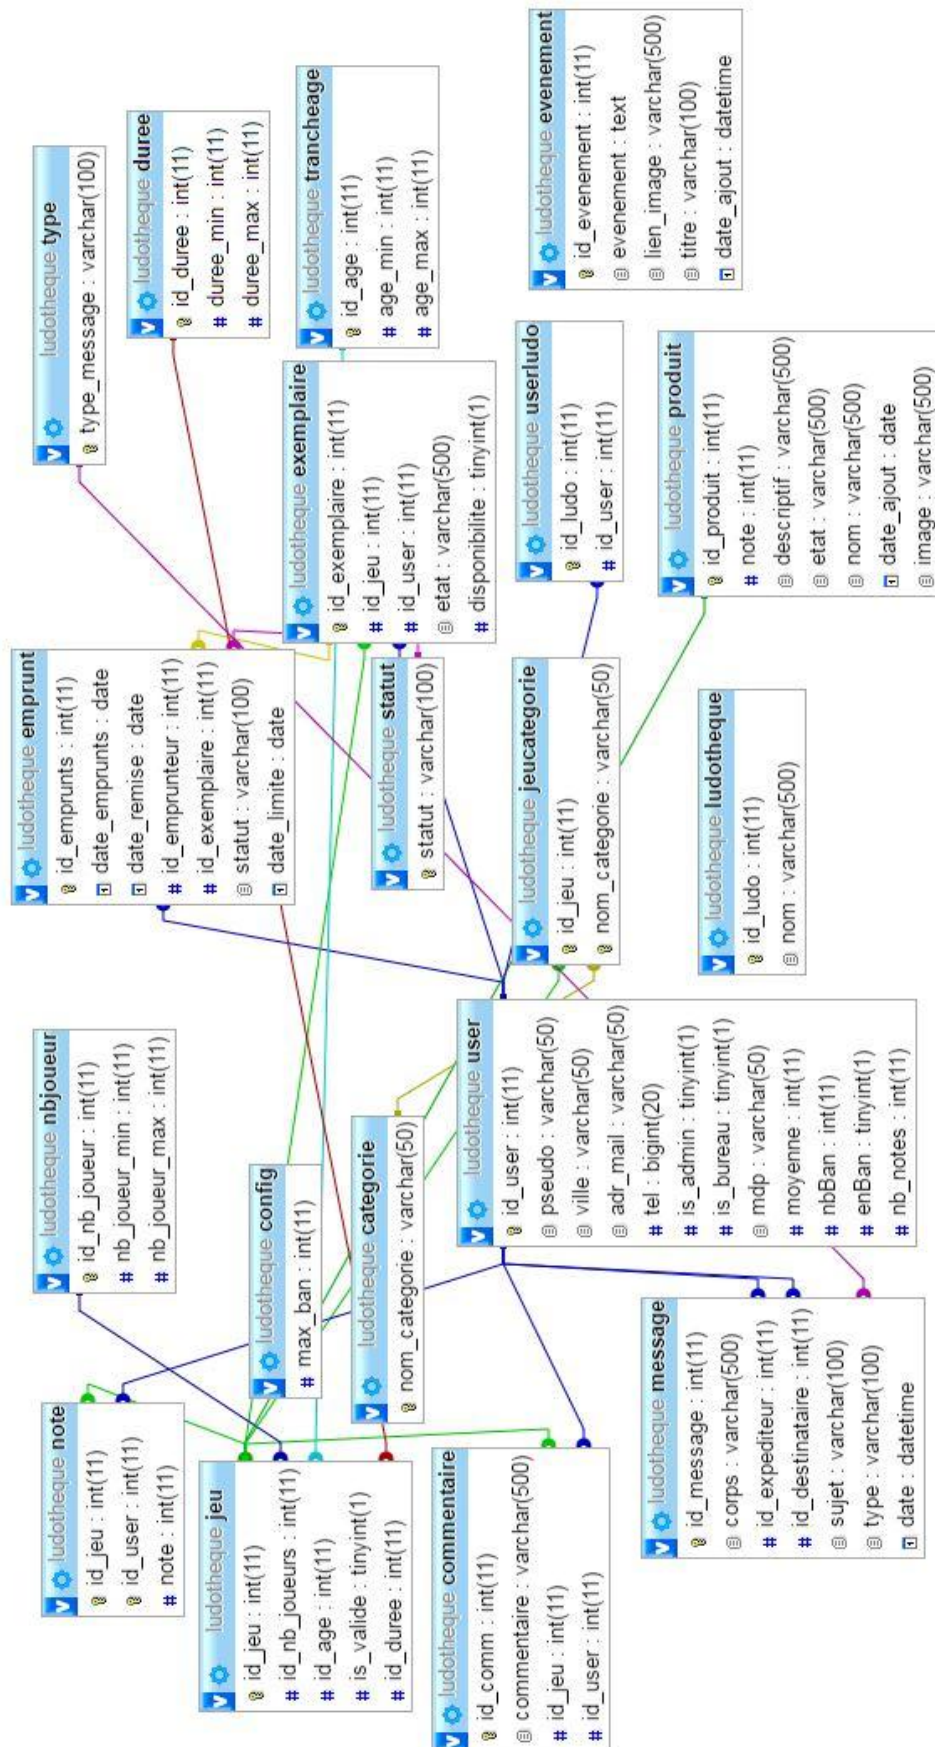 ludotheque note
id_jeu : int(11)
id_user : int(11)
note : int(11)
ludotheque nbjoueur
id_nb_joueur : int(11)
nb_joueur_min : int(11)
nb_joueur_max : int(11)
ludotheque emprunt
id_emprunts : int(11)
date_emprunts : date
date_remise : date
id_emprunteur : int(11)
id_exemplaire : int(11)
statut : varchar(100)
date_limite : date
ludotheque type
type_message : varchar(100)
ludotheque duree
id_duree : int(11)
duree_min : int(11)
duree_max : int(11)
ludotheque jeu
id_jeu : int(11)
id_nb_joueurs : int(11)
id_age : int(11)
is_valide : tinyint(1)
id_duree : int(11)
ludotheque config
max_ban : int(11)
ludotheque categorie
nom_categorie : varchar(50)
ludotheque statut
statut : varchar(100)
ludotheque exemplaire
id_exemplaire : int(11)
id_jeu : int(11)
id_user : int(11)
etat : varchar(500)
disponibilite : tinyint(1)
ludotheque trancheage
id_age : int(11)
age_min : int(11)
age_max : int(11)
ludotheque commentaire
id_comm : int(11)
commentaire : varchar(500)
id_jeu : int(11)
id_user : int(11)
ludotheque user
id_user : int(11)
pseudo : varchar(50)
ville : varchar(50)
adr_mail : varchar(50)
tel : bigint(20)
is_admin : tinyint(1)
is_bureau : tinyint(1)
mdp : varchar(50)
moyenne : int(11)
nbBan : int(11)
enBan : tinyint(1)
nb_notes : int(11)
ludotheque jeucategorie
id_jeu : int(11)
nom_categorie : varchar(50)
ludotheque userludo
id_ludo : int(11)
id_user : int(11)
ludotheque evenement
id_evenement : int(11)
evenement : text
lien_image : varchar(500)
titre : varchar(100)
date_ajout : datetime
ludotheque message
id_message : int(11)
corps : varchar(500)
id_expediteur : int(11)
id_destinataire : int(11)
sujet : varchar(100)
type : varchar(100)
date : datetime
ludotheque ludotheque
id_ludo : int(11)
nom : varchar(500)
ludotheque produit
id_produit : int(11)
note : int(11)
descriptif : varchar(500)
etat : varchar(500)
nom : varchar(500)
date_ajout : date
image : varchar(500)